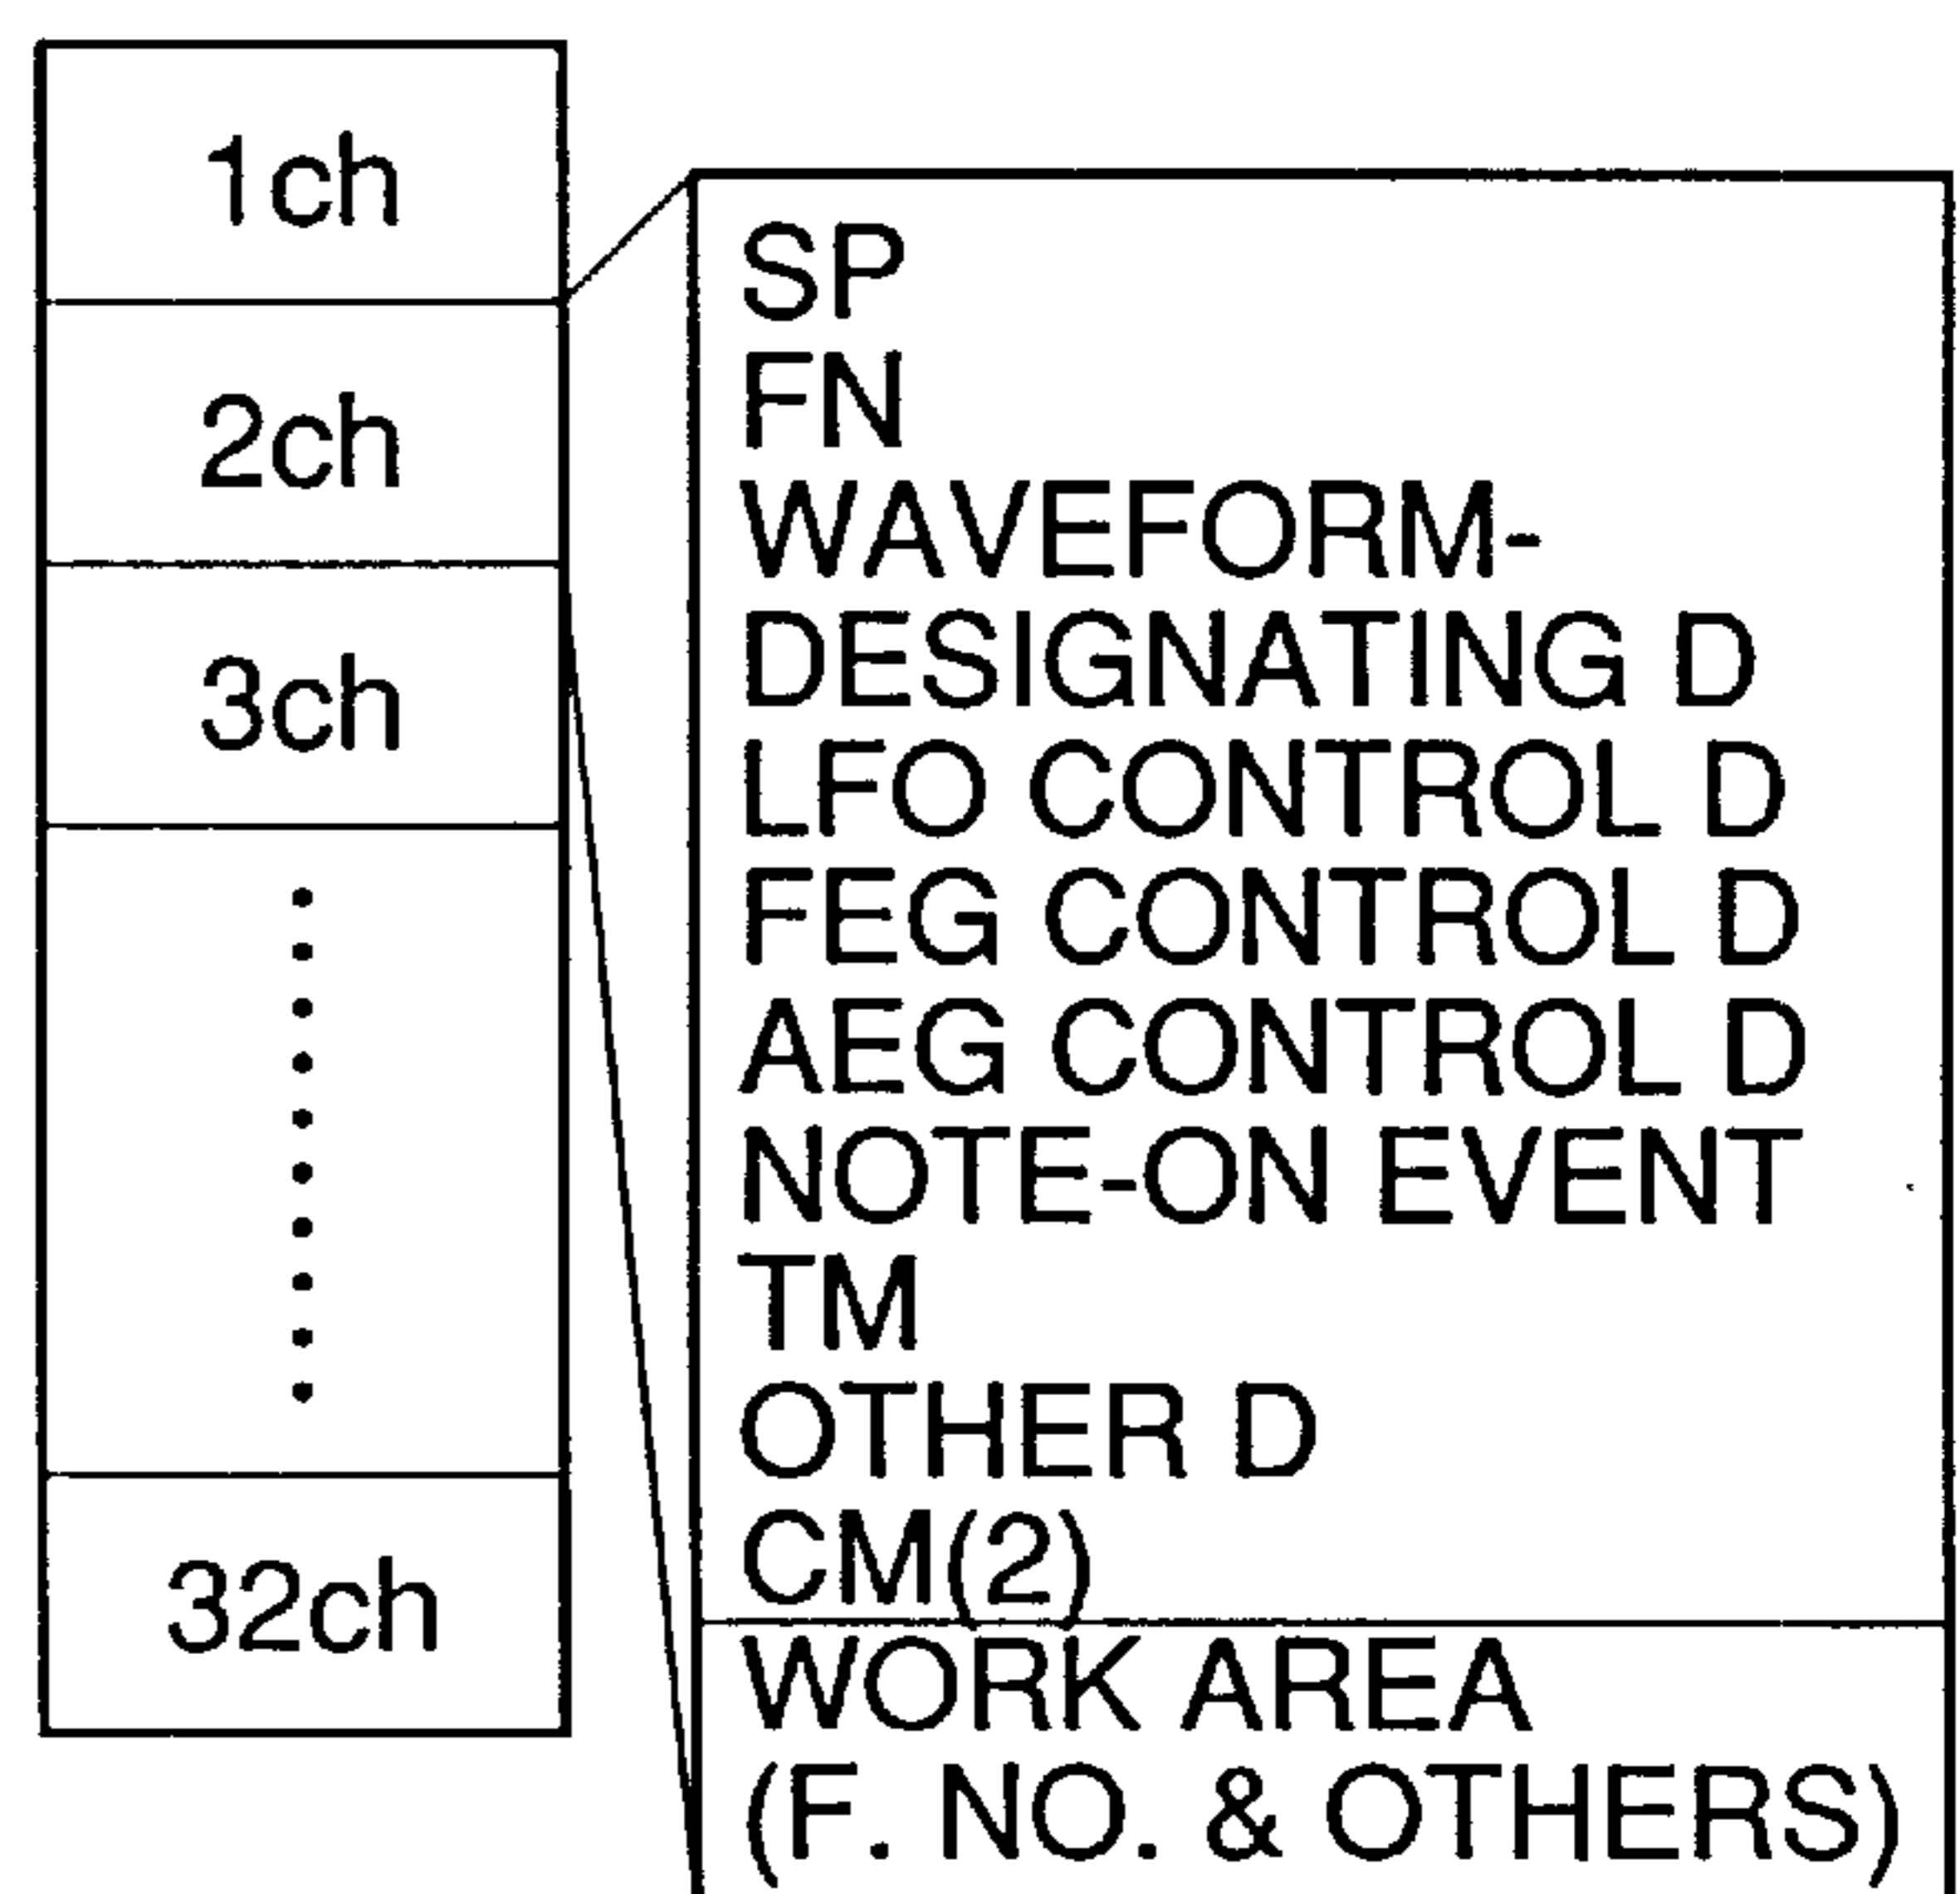 1ch
2ch
3ch
32ch
SP
FN
WAVEFORM-
DESIGNATING D
LFO CONTROL D
FEG CONTROL D
AEG CONTROL D
NOTE-ON EVENT
TM
OTHER D
CM(2)
WORK AREA
(F. NO. & OTHERS)